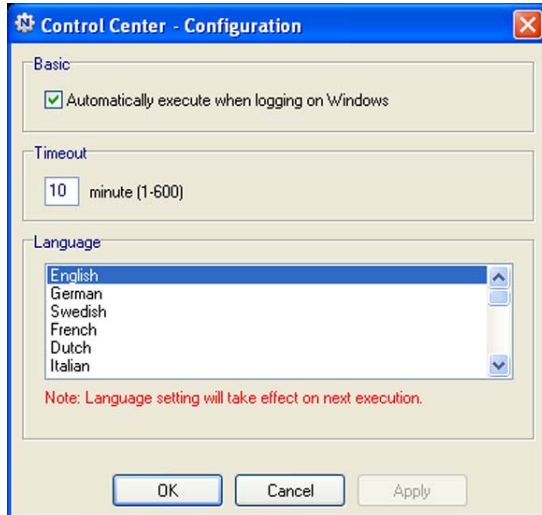 Control Center - Configuration
Basic
Automatically execute when logging on Windows
Timeout
10 minute (1-600)
Language
English
German
Swedish
French
Dutch
Italian
Note: Language setting will take effect on next execution.
OK Cancel Apply